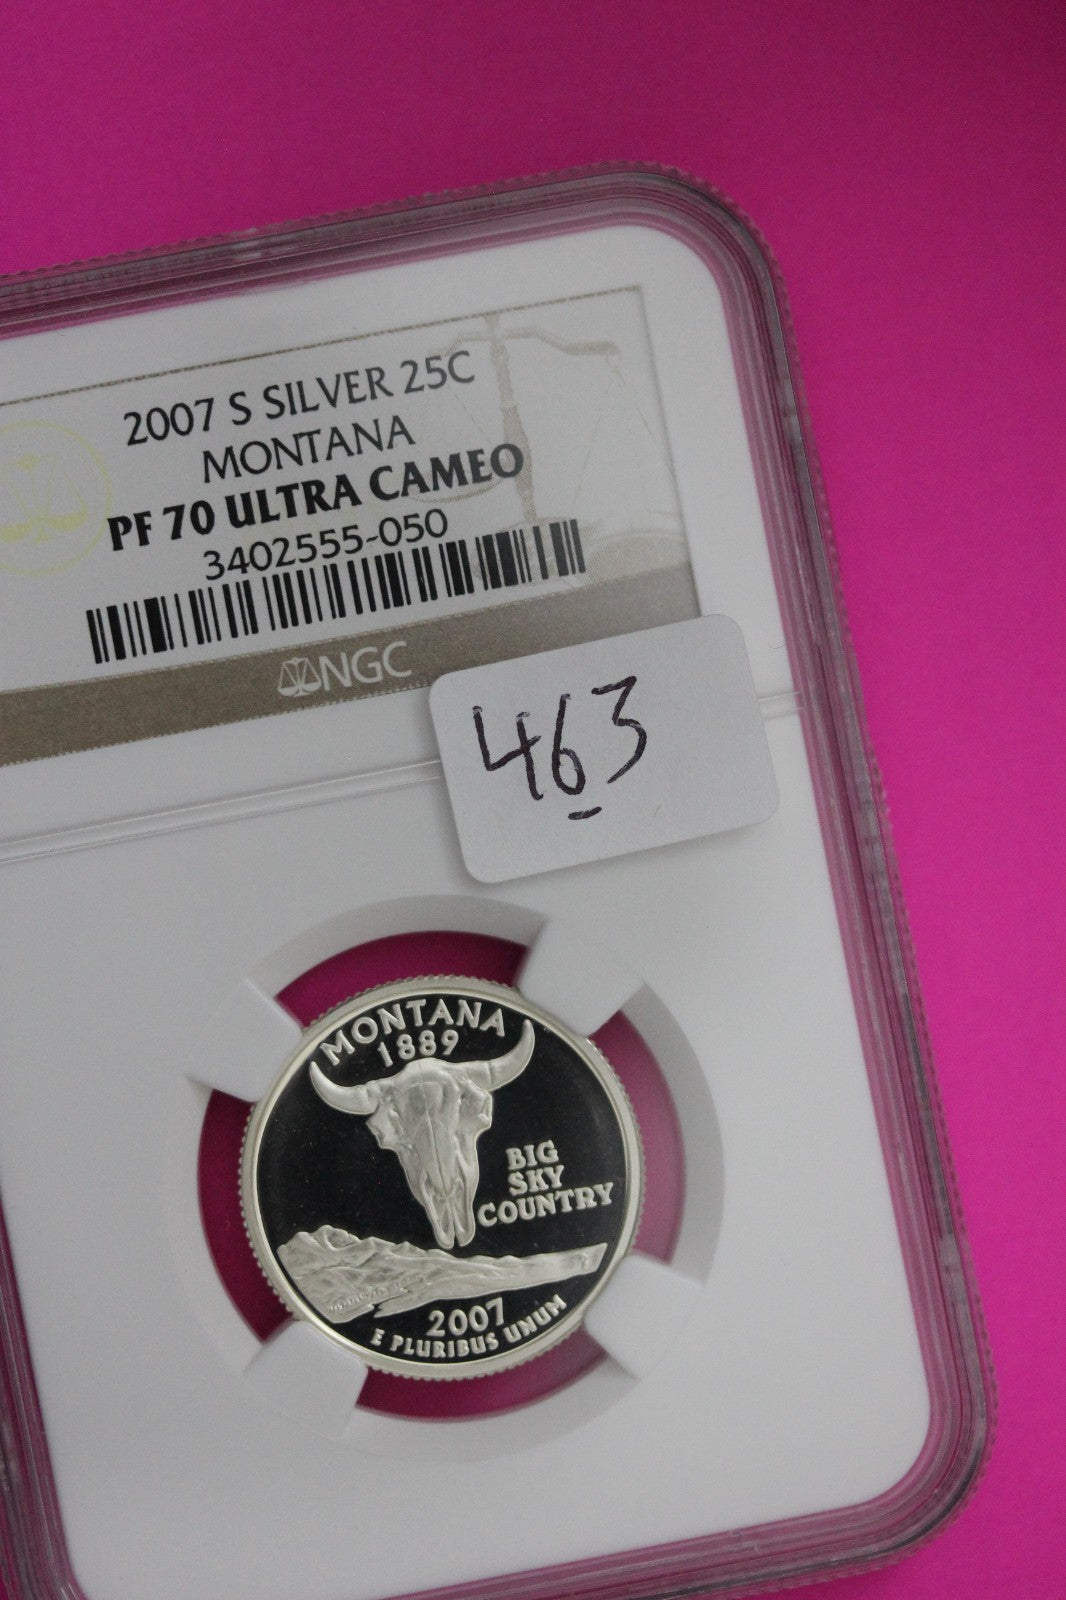 2007 S SILVER 25C
MONTANA
PF 70 ULTRA CAMEO
3402555-050
NGC
463
MONTANA
1889
BIG
SKY
COUNTRY
2007
E PLURIBUS UNUM